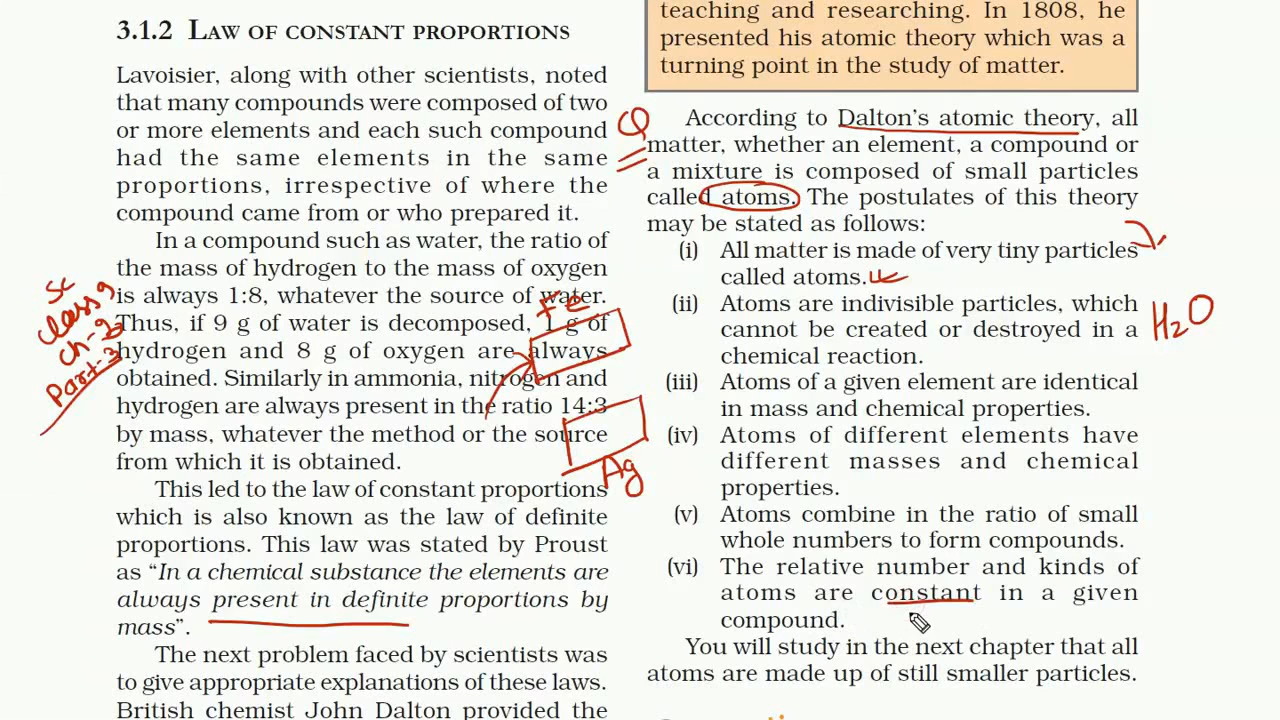 3.1.2 LAW OF CONSTANT PROPORTIONS
Lavoisier, along with other scientists, noted
that many compounds were composed of two
or more elements and each such compound
had the same elements in the same
proportions, irrespective of where the
compound came from or who prepared it.
In a compound such as water, the ratio of
the mass of hydrogen to the mass of oxygen
is always 1:8, whatever the source of water.
Thus, if 9 g of water is decomposed, 1 g of
hydrogen and 8 g of oxygen are always
obtained. Similarly in ammonia, nitrogen and
hydrogen are always present in the ratio 14:3
by mass, whatever the method or the source
from which it is obtained.
This led to the law of constant proportions
which is also known as the law of definite
proportions. This law was stated by Proust
as “In a chemical substance the elements are
always present in definite proportions by
mass”.
The next problem faced by scientists was
to give appropriate explanations of these laws.
British chemist John Dalton provided the
Sc
class 9
Part-3
Fe
Ag
teaching and researching. In 1808, he
presented his atomic theory which was a
turning point in the study of matter.
According to Dalton’s atomic theory, all
matter, whether an element, a compound or
a mixture is composed of small particles
called atoms. The postulates of this theory
may be stated as follows:
(i) All matter is made of very tiny particles
called atoms.
(ii) Atoms are indivisible particles, which
cannot be created or destroyed in a
chemical reaction.
(iii) Atoms of a given element are identical
in mass and chemical properties.
(iv) Atoms of different elements have
different masses and chemical
properties.
(v) Atoms combine in the ratio of small
whole numbers to form compounds.
(vi) The relative number and kinds of
atoms are constant in a given
compound.
You will study in the next chapter that all
atoms are made up of still smaller particles.
H₂O